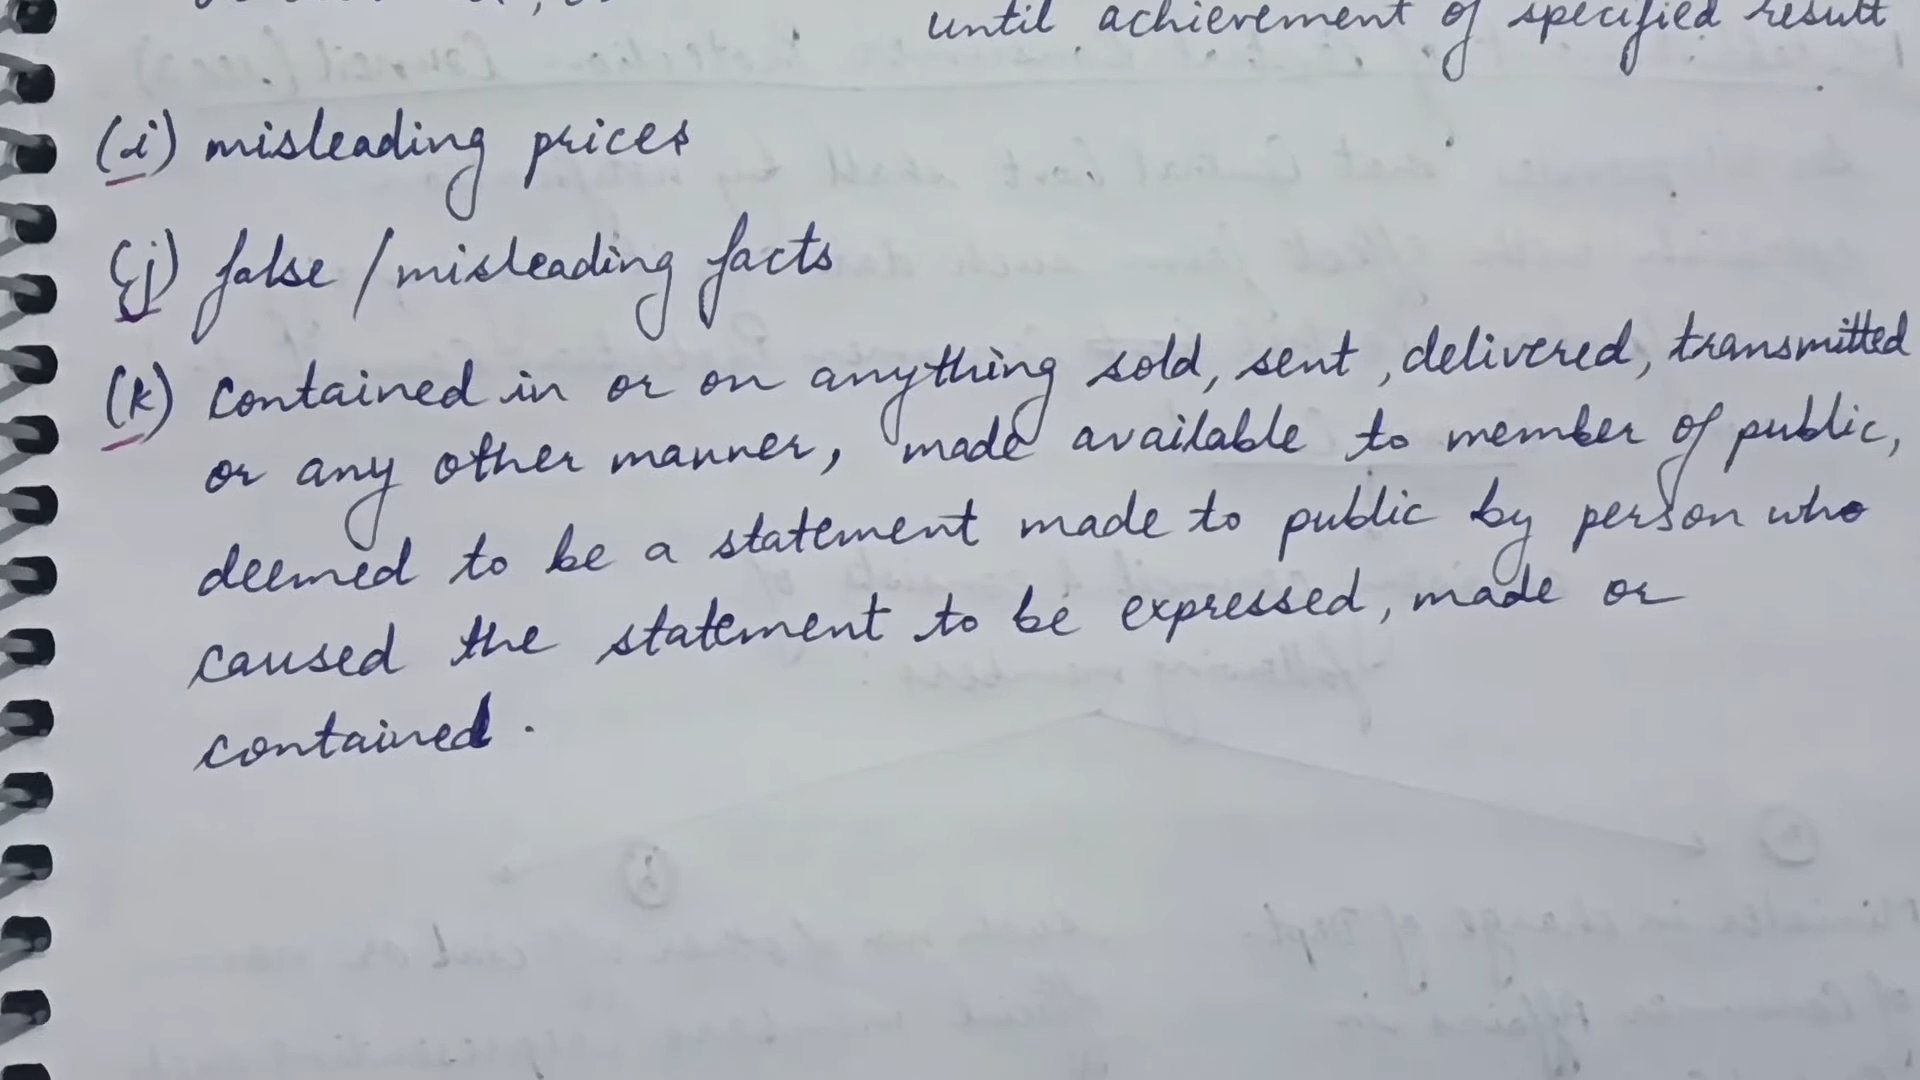 until achievement of specified result
(i) misleading prices
(j) false / misleading facts
(k) contained in or on anything sold, sent, delivered, transmitted
or any other manner, made available to member of public,
deemed to be a statement made to public by person who
caused the statement to be expressed, made or
contained.